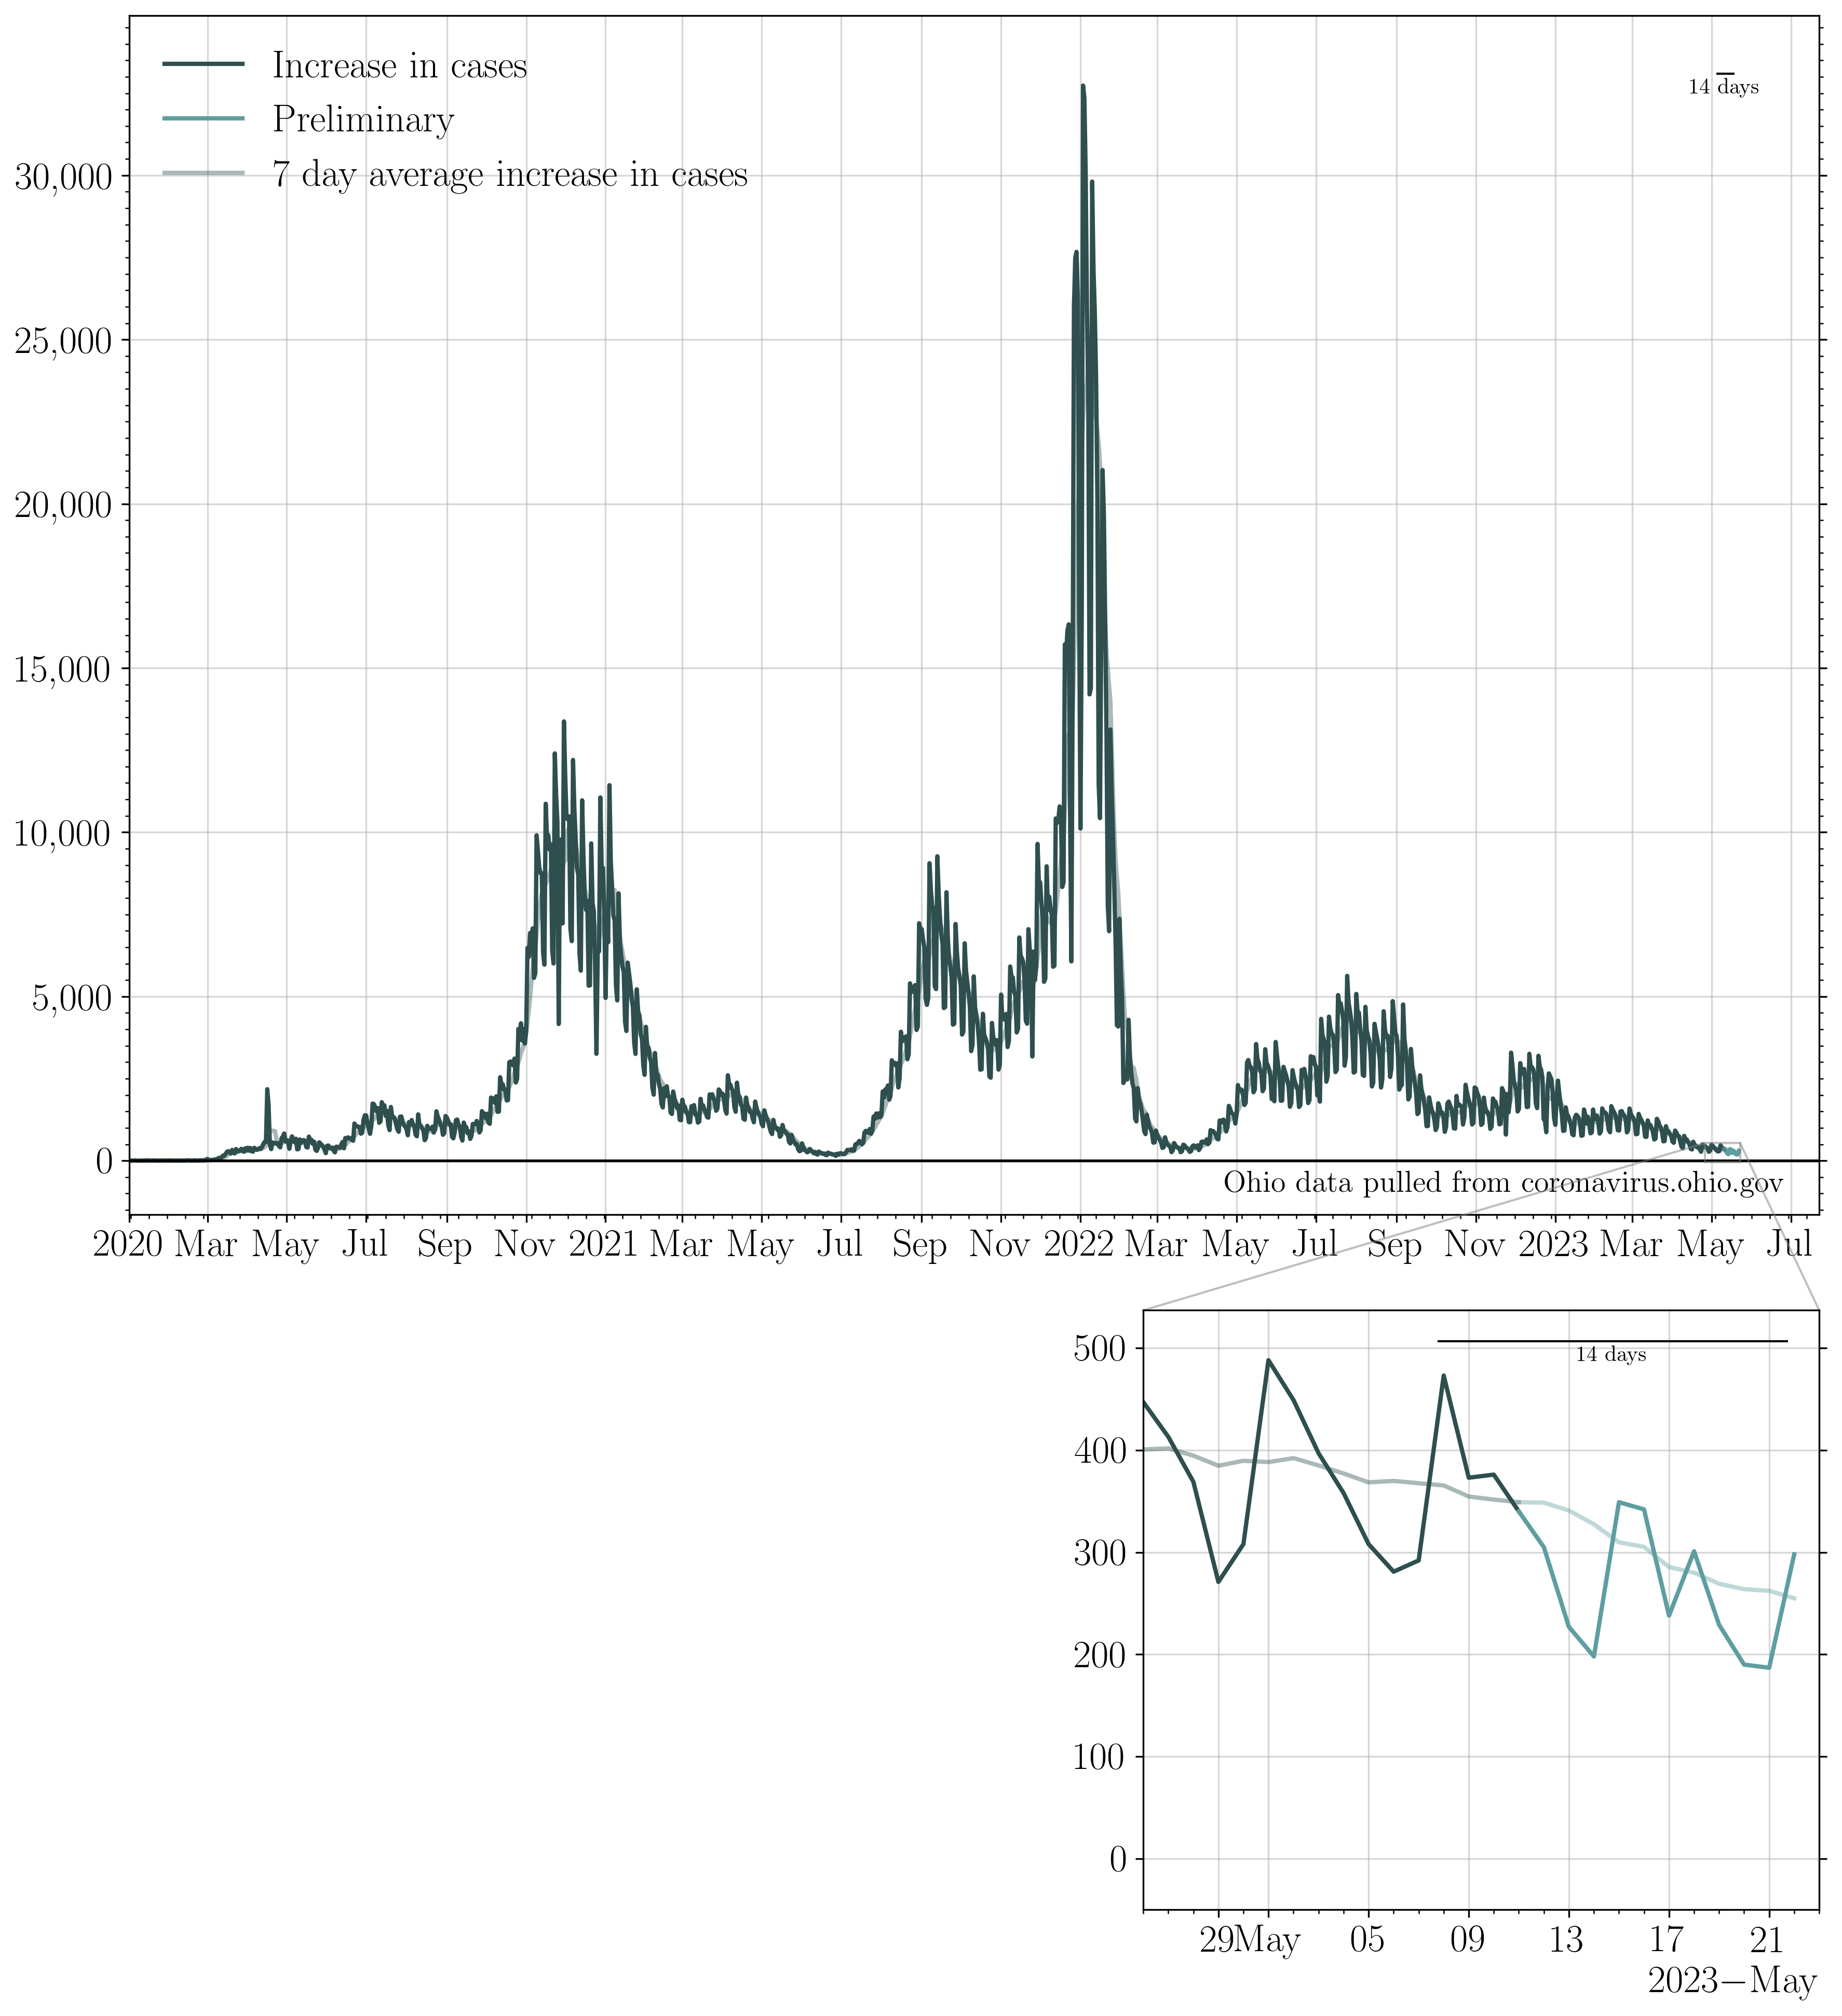 Increase in cases
Preliminary
7 day average increase in cases
14 days
30,000
25,000
20,000
15,000
10,000
5,000
0
Ohio data pulled from coronavirus.ohio.gov
2020 Mar May Jul Sep Nov 2021 Mar May Jul Sep Nov 2022 Mar May Jul Sep Nov 2023 Mar May Jul
500
14 days
400
300
200
100
0
29 May 05 09 13 17 21
2023−May